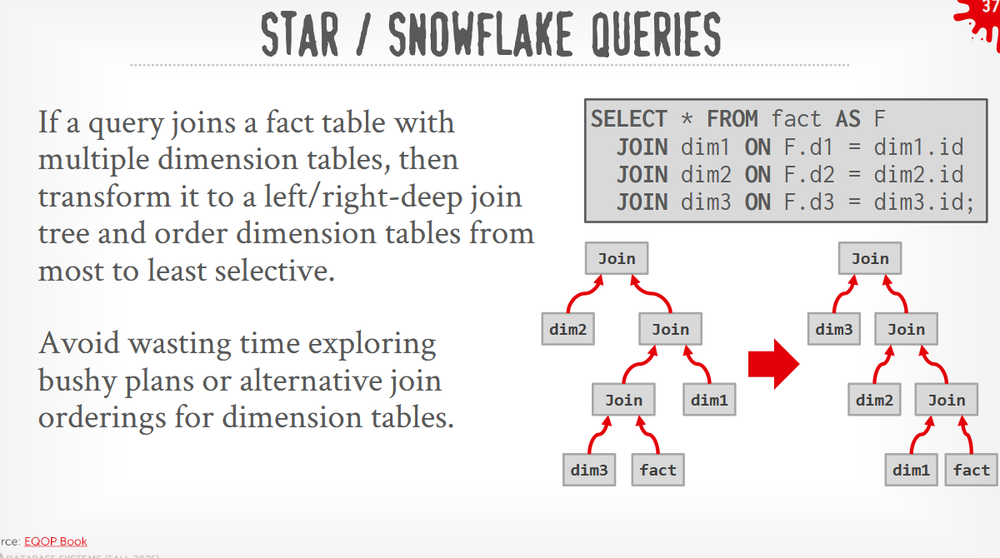 37
STAR / SNOWFLAKE QUERIES
If a query joins a fact table with
multiple dimension tables, then
transform it to a left/right-deep join
tree and order dimension tables from
most to least selective.
Avoid wasting time exploring
bushy plans or alternative join
orderings for dimension tables.
SELECT * FROM fact AS F
JOIN dim1 ON F.d1 = dim1.id
JOIN dim2 ON F.d2 = dim2.id
JOIN dim3 ON F.d3 = dim3.id;
Join
dim2
Join
Join
dim1
dim3
fact
Join
dim3
Join
dim2
Join
dim1
fact
rce: EQOP Book